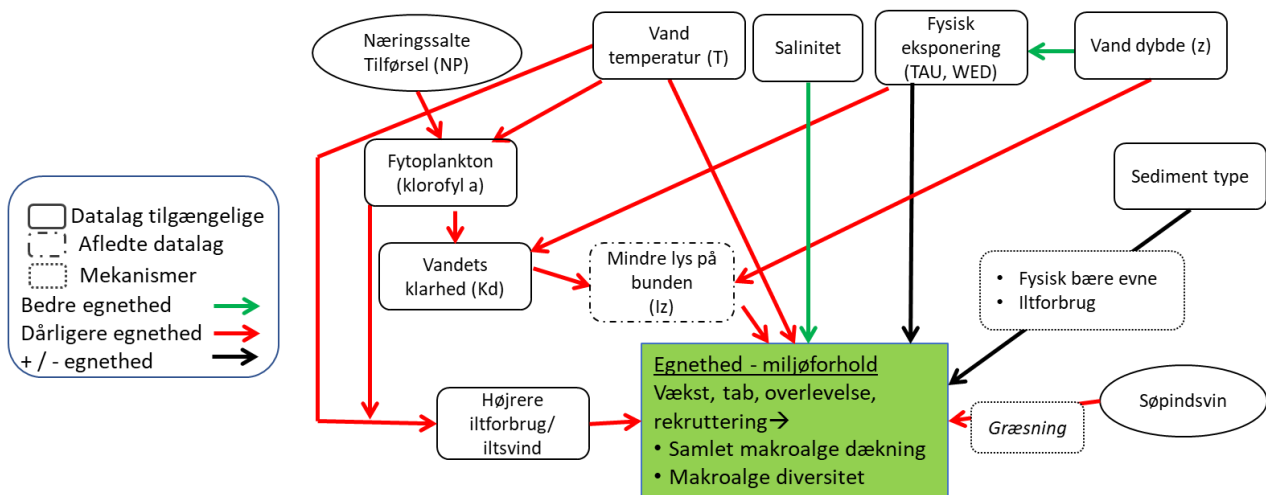 Næringssalte
Tilførsel (NP)
Vand
temperatur (T)
Salinitet
Fysisk
eksponering
(TAU, WED)
Vand dybde (z)
Fytoplankton
(klorofyl a)
Sediment type
Datalag tilgængelige
Afledte datalag
Mekanismer
Bedre egnethed
Dårligere egnethed
+ / - egnethed
Vandets
klarhed (Kd)
Mindre lys på
bunden
(Iz)
• Fysisk bære evne
• Iltforbrug
Egnethed - miljøforhold
Vækst, tab, overlevelse,
rekruttering→
• Samlet makroalge dækning
• Makroalge diversitet
Højrere
iltforbrug/
iltsvind
Græsning
Søpindsvin